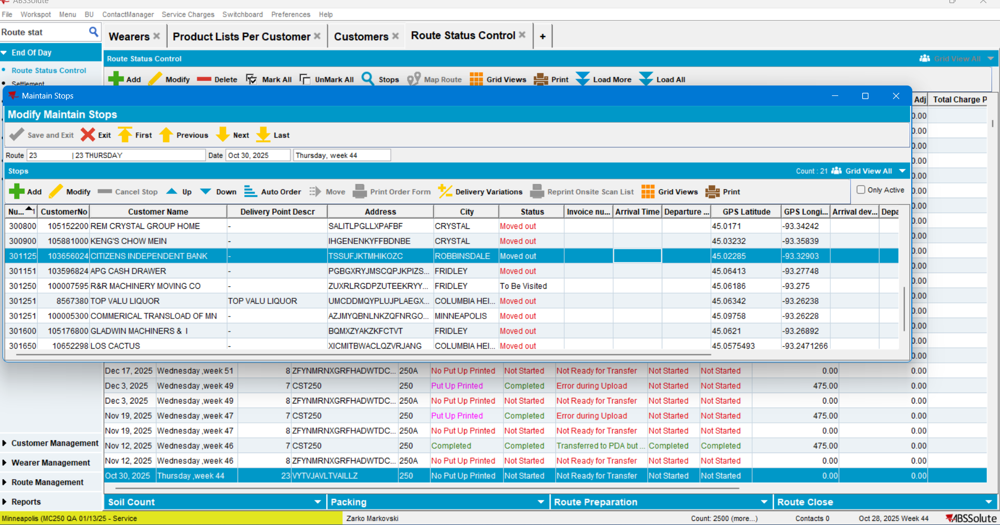 ABSSolute
File Workspot Menu BU ContactManager Service Charges Switchboard Preferences Help
Route stat
Wearers Product Lists Per Customer Customers Route Status Control +
End Of Day
Route Status Control
Settlement
Route Status Control Grid View All
Add Modify Delete Mark All UnMark All Stops Map Route Grid Views Print Load More Load All
Maintain Stops
Adj Total Charge P
Modify Maintain Stops
0.00
0.00
Save and Exit Exit First Previous Next Last
0.00
Route 23 | 23 THURSDAY Date Oct 30, 2025 Thursday, week 44
0.00
Stops Count : 21 Grid View All
0.00
Add Modify Cancel Stop Up Down Auto Order Move Print Order Form Delivery Variations Reprint Onsite Scan List Grid Views Print Only Active
0.00
0.00
Nu... 1 CustomerNo Customer Name Delivery Point Descr Address City Status Invoice nu... Arrival Time Departure ... GPS Latitude GPS Longi... Arrival dev... Depa
0.00
300800 105152200 REM CRYSTAL GROUP HOME - SALITLPGLLXPAFBF CRYSTAL Moved out 45.0171 -93.34242
0.00
300900 105881000 KENG'S CHOW MEIN - IHGENENKYFFBDNBE CRYSTAL Moved out 45.03232 -93.35839
0.00
301125 103656024 CITIZENS INDEPENDENT BANK - TSSUFJKTMHIKOZC ROBBINSDALE Moved out 45.02285 -93.32903
0.00
301151 103596824 APG CASH DRAWER - PGBGXRYJMSCQPJKPIZS... FRIDLEY Moved out 45.06413 -93.27748
0.00
301250 100007595 R&R MACHINERY MOVING CO - ZUXRLRGDPZUTEEKRYY... FRIDLEY To Be Visited 45.06186 -93.275
0.00
301251 8567380 TOP VALU LIQUOR TOP VALU LIQUOR UMCDDMQYPLUJPLAEGX... COLUMBIA HEI... Moved out 45.06342 -93.26238
0.00
301251 100005300 COMMERICAL TRANSLOAD OF MN - AZJMYQBNLNKZQFNRGO... MINNEAPOLIS Moved out 45.09758 -93.26228
0.00
301600 105176800 GLADWIN MACHINERS & I - BQMXZYAKZKFCTVT FRIDLEY Moved out 45.0621 -93.26892
0.00
301650 10652298 LOS CACTUS - XICMITBWACLQZVRJANG COLUMBIA HEI... Moved out 45.0575493 -93.2471266
0.00
Dec 17, 2025 Wednesday ,week 51 8 ZFYNMRNXGRFHADWTDC... 250A No Put Up Printed Not Started Not Ready for Transfer Not Started Not Started 0.00 0.00
Dec 3, 2025 Wednesday ,week 49 7 CST250 250 Put Up Printed Completed Error during Upload Not Started Not Started 475.00 0.00
Dec 3, 2025 Wednesday ,week 49 8 ZFYNMRNXGRFHADWTDC... 250A No Put Up Printed Not Started Not Ready for Transfer Not Started Not Started 0.00 0.00
Nov 19, 2025 Wednesday ,week 47 7 CST250 250 Put Up Printed Completed Error during Upload Not Started Not Started 475.00 0.00
Nov 19, 2025 Wednesday ,week 47 8 ZFYNMRNXGRFHADWTDC... 250A No Put Up Printed Not Started Not Ready for Transfer Not Started Not Started 0.00 0.00
Nov 12, 2025 Wednesday ,week 46 7 CST250 250 Completed Completed Transferred to PDA but ... Completed Completed 475.00 0.00
Nov 12, 2025 Wednesday ,week 46 8 ZFYNMRNXGRFHADWTDC... 250A No Put Up Printed Not Started Not Ready for Transfer Not Started Not Started 0.00 0.00
Oct 30, 2025 Thursday ,week 44 23 VYTVJAVLTVAILLZ 250 No Put Up Printed Not Started Not Ready for Transfer Not Started Not Started 0.00 0.00
Customer Management
Wearer Management
Route Management
Reports
Soil Count Packing Route Preparation Route Close
Minneapolis (MC250 QA 01/13/25 - Service Zarko Markovski Count: 2500 (more...) Contacts 0 Oct 28, 2025 Week 44 ABSSolute